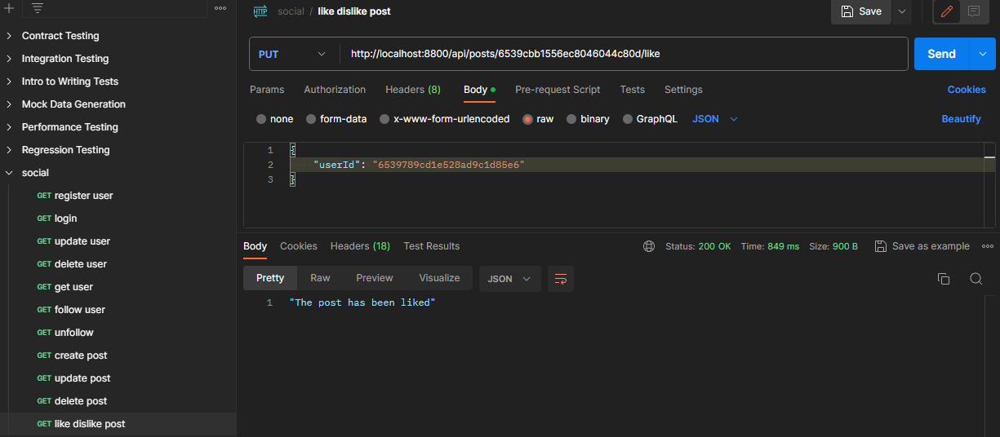 HTTP social / like dislike post
Save
Contract Testing
Integration Testing
Intro to Writing Tests
Mock Data Generation
Performance Testing
Regression Testing
social
GET register user
GET login
GET update user
GET delete user
GET get user
GET follow user
GET unfollow
GET create post
GET update post
GET delete post
GET like dislike post
PUT http://localhost:8800/api/posts/6539cbb1556ec8046044c80d/like Send
Params Authorization Headers (8) Body Pre-request Script Tests Settings Cookies
none form-data x-www-form-urlencoded raw binary GraphQL JSON Beautify
1 {
2 "userId": "6539789cd1e528ad9c1d85e6"
3 }
Body Cookies Headers (18) Test Results Status: 200 OK Time: 849 ms Size: 900 B Save as example
Pretty Raw Preview Visualize JSON
1 "The post has been liked"